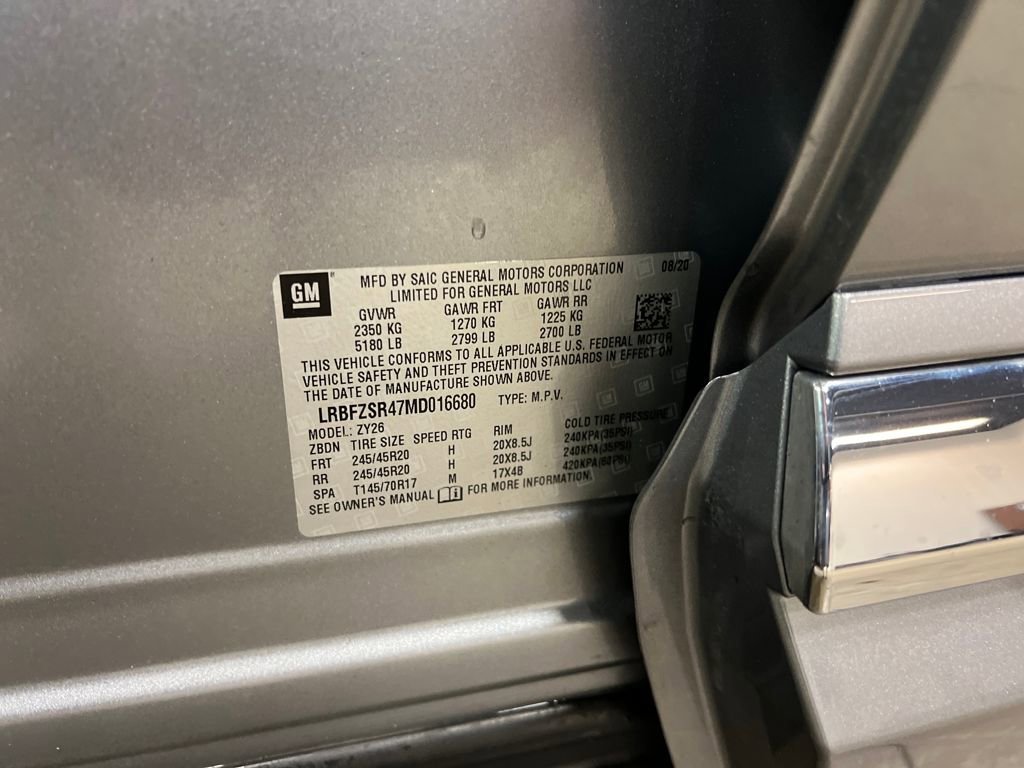 GM
MFD BY SAIC GENERAL MOTORS CORPORATION 08/20
LIMITED FOR GENERAL MOTORS LLC
GVWR GAWR FRT GAWR RR
2350 KG 1270 KG 1225 KG
5180 LB 2799 LB 2700 LB
THIS VEHICLE CONFORMS TO ALL APPLICABLE U.S. FEDERAL MOTOR
VEHICLE SAFETY AND THEFT PREVENTION STANDARDS IN EFFECT ON
THE DATE OF MANUFACTURE SHOWN ABOVE.
LRBFZSR47MD016680 TYPE: M.P.V.
MODEL: ZY26
ZBDN TIRE SIZE SPEED RTG RIM COLD TIRE PRESSURE
FRT 245/45R20 H 20X8.5J 240KPA(35PSI)
RR 245/45R20 H 20X8.5J 240KPA(35PSI)
SPA T145/70R17 M 17X4B 420KPA(60PSI)
SEE OWNER'S MANUAL FOR MORE INFORMATION.